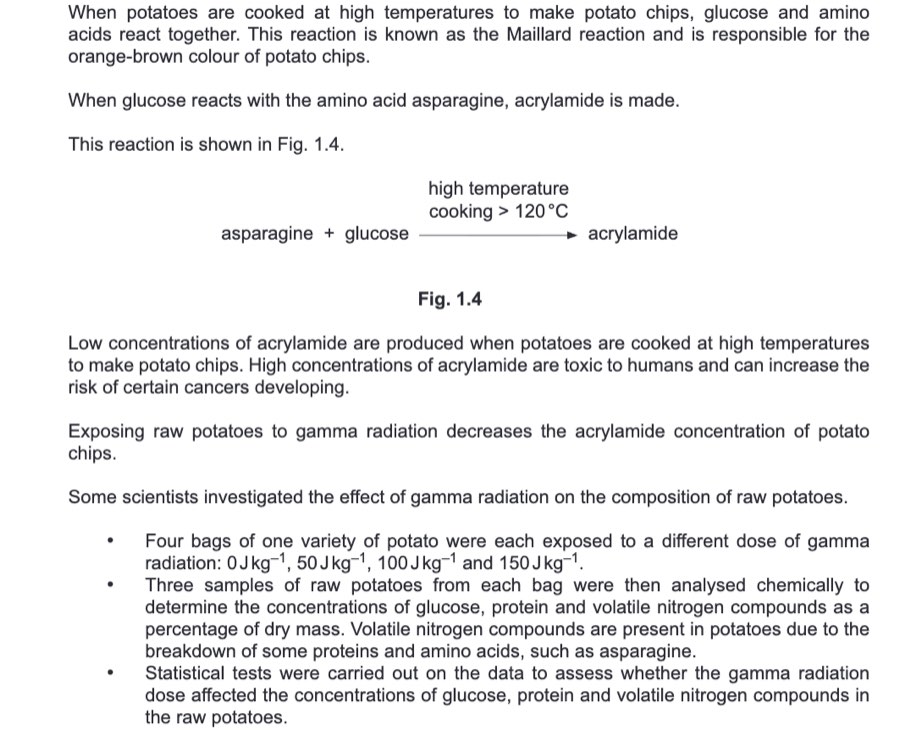 When potatoes are cooked at high temperatures to make potato chips, glucose and amino
acids react together. This reaction is known as the Maillard reaction and is responsible for the
orange-brown colour of potato chips.
When glucose reacts with the amino acid asparagine, acrylamide is made.
This reaction is shown in Fig. 1.4.
high temperature
cooking > 120 °C
asparagine + glucose → acrylamide
Fig. 1.4
Low concentrations of acrylamide are produced when potatoes are cooked at high temperatures
to make potato chips. High concentrations of acrylamide are toxic to humans and can increase the
risk of certain cancers developing.
Exposing raw potatoes to gamma radiation decreases the acrylamide concentration of potato
chips.
Some scientists investigated the effect of gamma radiation on the composition of raw potatoes.
• Four bags of one variety of potato were each exposed to a different dose of gamma
radiation: 0 J kg⁻¹, 50 J kg⁻¹, 100 J kg⁻¹ and 150 J kg⁻¹.
• Three samples of raw potatoes from each bag were then analysed chemically to
determine the concentrations of glucose, protein and volatile nitrogen compounds as a
percentage of dry mass. Volatile nitrogen compounds are present in potatoes due to the
breakdown of some proteins and amino acids, such as asparagine.
• Statistical tests were carried out on the data to assess whether the gamma radiation
dose affected the concentrations of glucose, protein and volatile nitrogen compounds in
the raw potatoes.